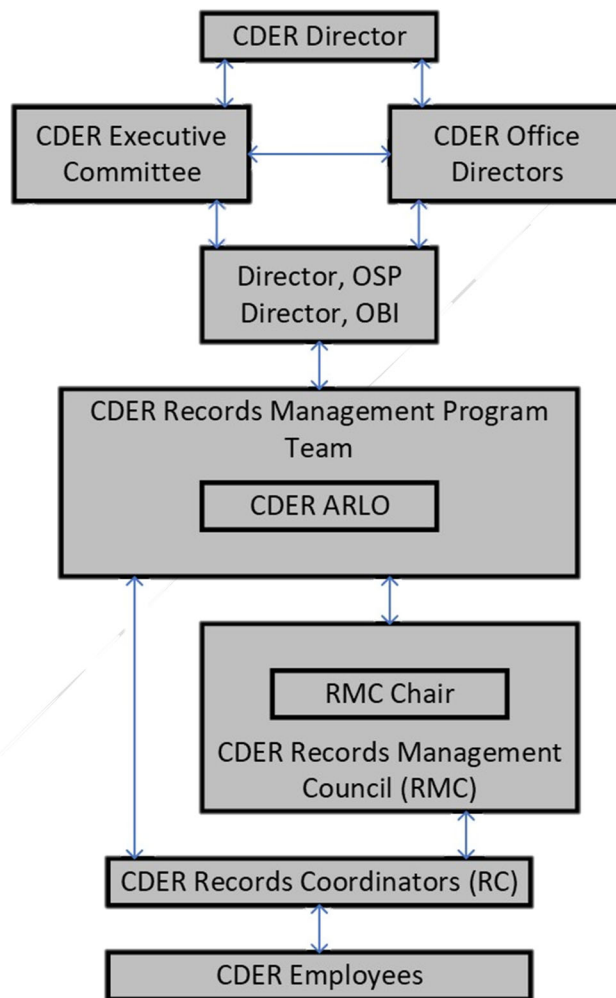 CDER Director
CDER Executive
Committee
CDER Office
Directors
Director, OSP
Director, OBI
CDER Records Management Program
Team
CDER ARLO
RMC Chair
CDER Records Management
Council (RMC)
CDER Records Coordinators (RC)
CDER Employees